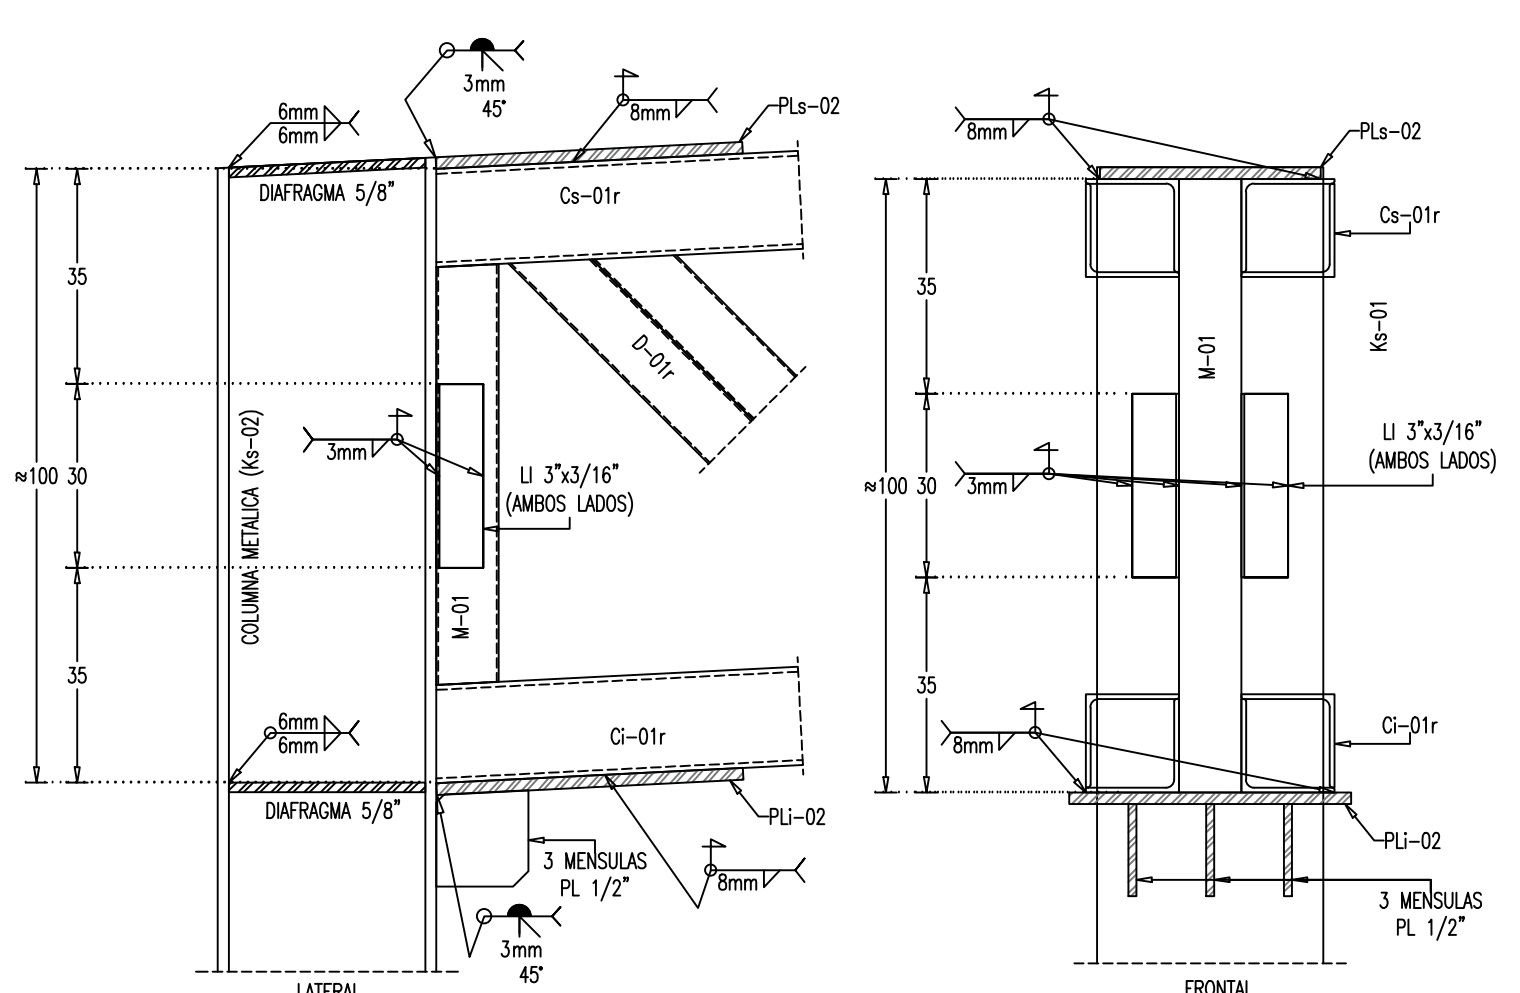 3mm
45°
6mm
6mm
8mm
PLs-02
DIAFRAGMA 5/8"
Cs-01r
35
D-01r
COLUMNA METALICA (Ks-02)
≈100
30
3mm
LI 3"x3/16"
(AMBOS LADOS)
M-01
35
6mm
6mm
Ci-01r
DIAFRAGMA 5/8"
PLi-02
3 MENSULAS
PL 1/2"
8mm
3mm
45°
LATERAL
8mm
PLs-02
Cs-01r
35
Ks-01
M-01
LI 3"x3/16"
(AMBOS LADOS)
≈100
30
3mm
35
Ci-01r
8mm
PLi-02
3 MENSULAS
PL 1/2"
FRONTAL